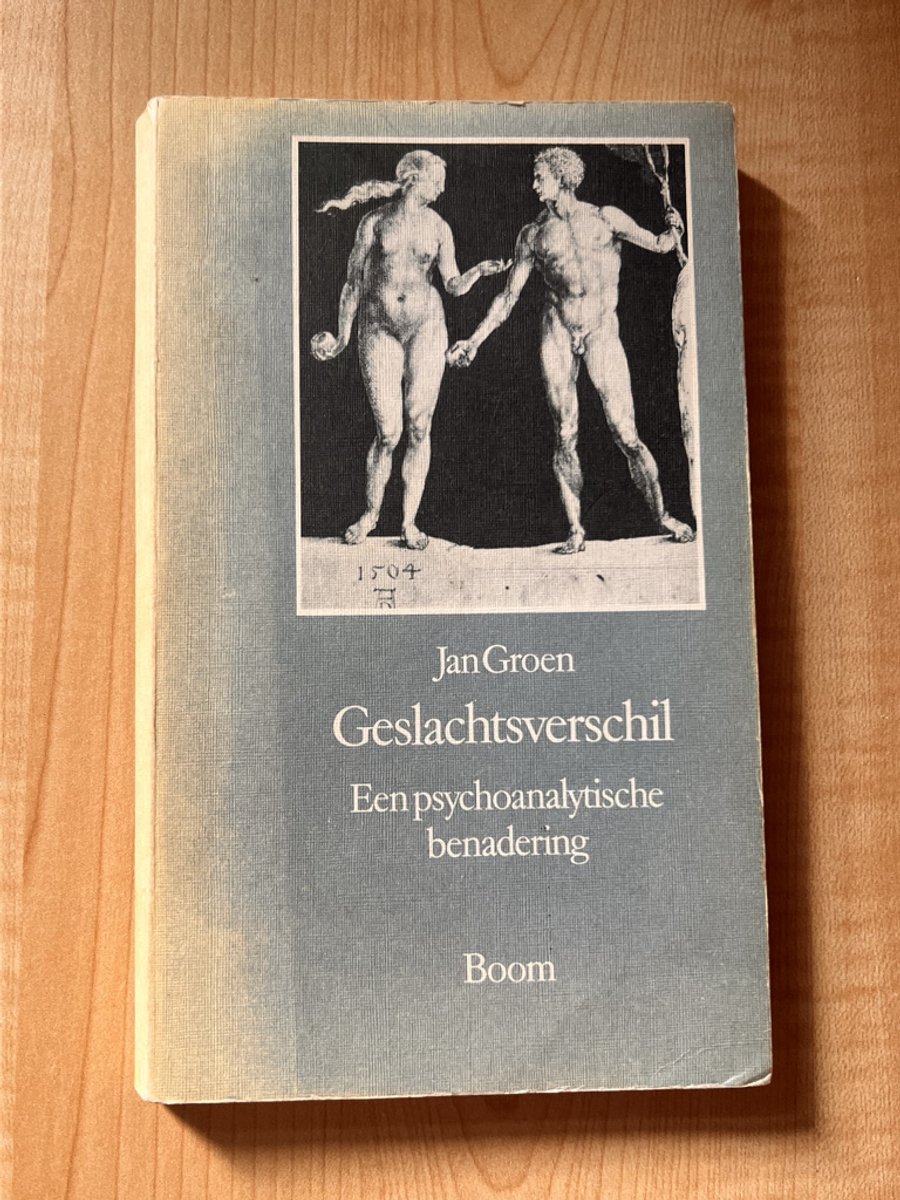 1504
Jan Groen
Geslachtsverschil
Een psychoanalytische
benadering
Boom